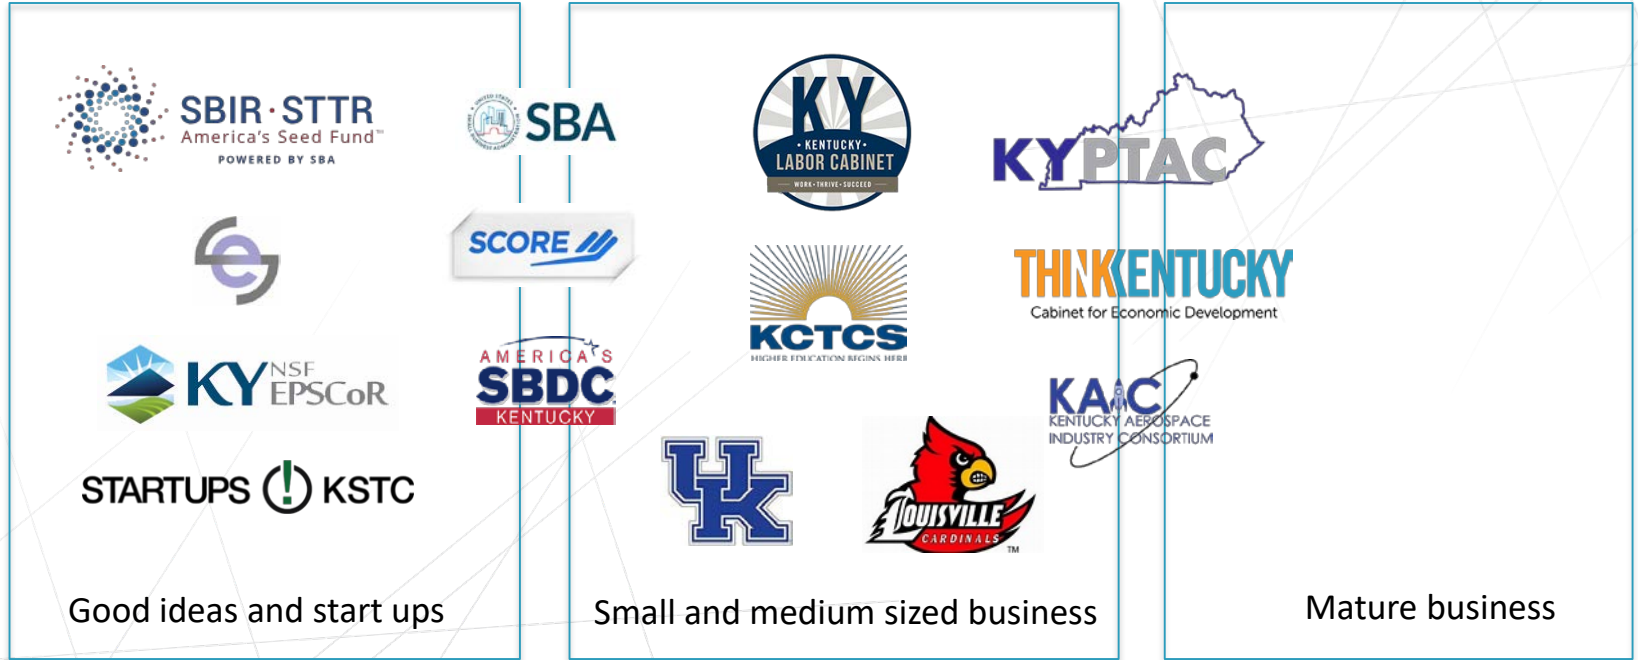 SBIR·STTR
America's Seed Fund™
POWERED BY SBA
SBA
KY
• KENTUCKY •
LABOR CABINET
WORK • THRIVE • SUCCEED
KYPTAC
SCORE
KCTCS
HIGHER EDUCATION BEGINS HERE
THINKKENTUCKY
Cabinet for Economic Development
KY NSF
EPSCoR
AMERICA'S
SBDC
KENTUCKY
KAIC
KENTUCKY AEROSPACE
INDUSTRY CONSORTIUM
STARTUPS KSTC
UK
LOUISVILLE
CARDINALS
TM
Good ideas and start ups
Small and medium sized business
Mature business